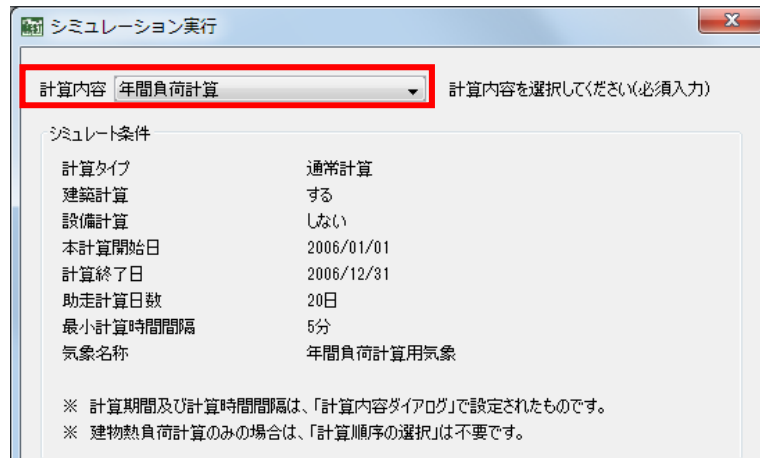 シミュレーション実行
計算内容 年間負荷計算 計算内容を選択してください(必須入力)
シミュレート条件
計算タイプ 通常計算
建築計算 する
設備計算 しない
本計算開始日 2006/01/01
計算終了日 2006/12/31
助走計算日数 20日
最小計算時間間隔 5分
気象名称 年間負荷計算用気象
※ 計算期間及び計算時間間隔は、「計算内容ダイアログ」で設定されたものです。
※ 建物熱負荷計算のみの場合は、「計算順序の選択」は不要です。